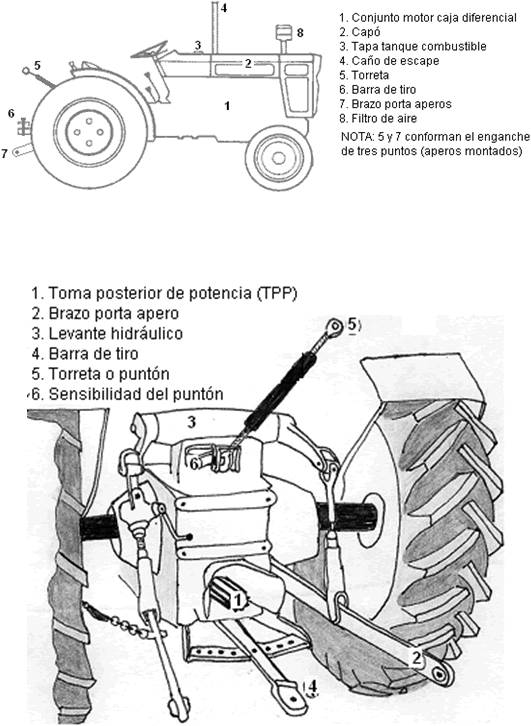 4
3
8
5
2
1
6
7
1. Conjunto motor caja diferencial
2. Capó
3. Tapa tanque combustible
4. Caño de escape
5. Torreta
6. Barra de tiro
7. Brazo porta aperos
8. Filtro de aire
NOTA: 5 y 7 conforman el enganche
de tres puntos (aperos montados)
1. Toma posterior de potencia (TPP)
2. Brazo porta apero
3. Levante hidráulico
4. Barra de tiro
5. Torreta o puntón
6. Sensibilidad del puntón
5
3
6
1
2
4